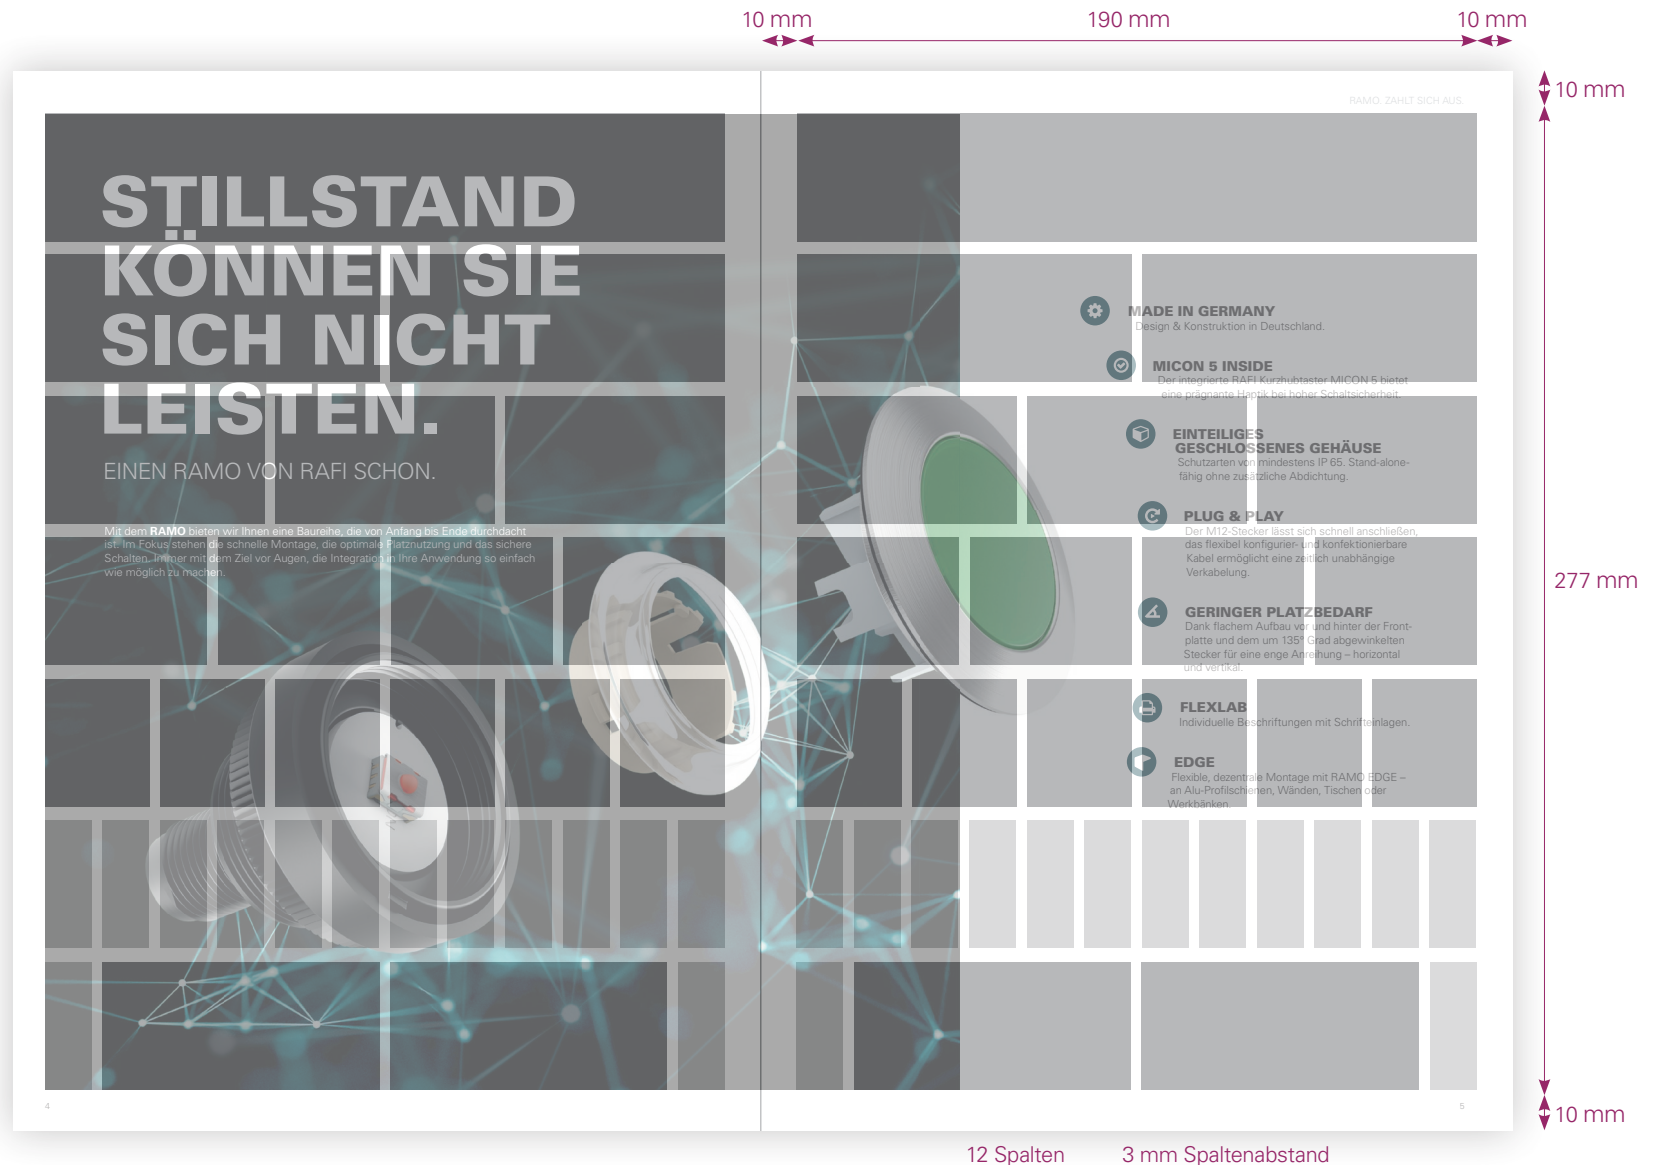 10 mm
190 mm
10 mm
10 mm
RAMO. ZAHLT SICH AUS.
STILLSTAND
KÖNNEN SIE
SICH NICHT
LEISTEN.
EINEN RAMO VON RAFI SCHON.
Mit dem RAMO bieten wir Ihnen eine Baureihe, die von Anfang bis Ende durchdacht
ist. Im Fokus stehen die schnelle Montage, die optimale Platznutzung und das sichere
Schalten. Immer mit dem Ziel vor Augen, die Integration in Ihre Anwendung so einfach
wie möglich zu machen.
MADE IN GERMANY
Design & Konstruktion in Deutschland.
MICON 5 INSIDE
Der integrierte RAFI Kurzhubtaster MICON 5 bietet
eine prägnante Haptik bei hoher Schaltsicherheit.
EINTEILIGES
GESCHLOSSENES GEHÄUSE
Schutzarten von mindestens IP 65. Stand-alone-
fähig ohne zusätzliche Abdichtung.
PLUG & PLAY
Der M12-Stecker lässt sich schnell anschließen,
das flexibel konfigurier- und konfektionierbare
Kabel ermöglicht eine zeitlich unabhängige
Verkabelung.
GERINGER PLATZBEDARF
Dank flachem Aufbau vor und hinter der Front-
platte und dem um 135° Grad abgewinkelten
Stecker für eine enge Anreihung – horizontal
und vertikal.
FLEXLAB
Individuelle Beschriftungen mit Schrifteinlagen.
EDGE
Flexible, dezentrale Montage mit RAMO EDGE –
an Alu-Profilschienen, Wänden, Tischen oder
Werkbänken.
277 mm
4
5
10 mm
12 Spalten
3 mm Spaltenabstand